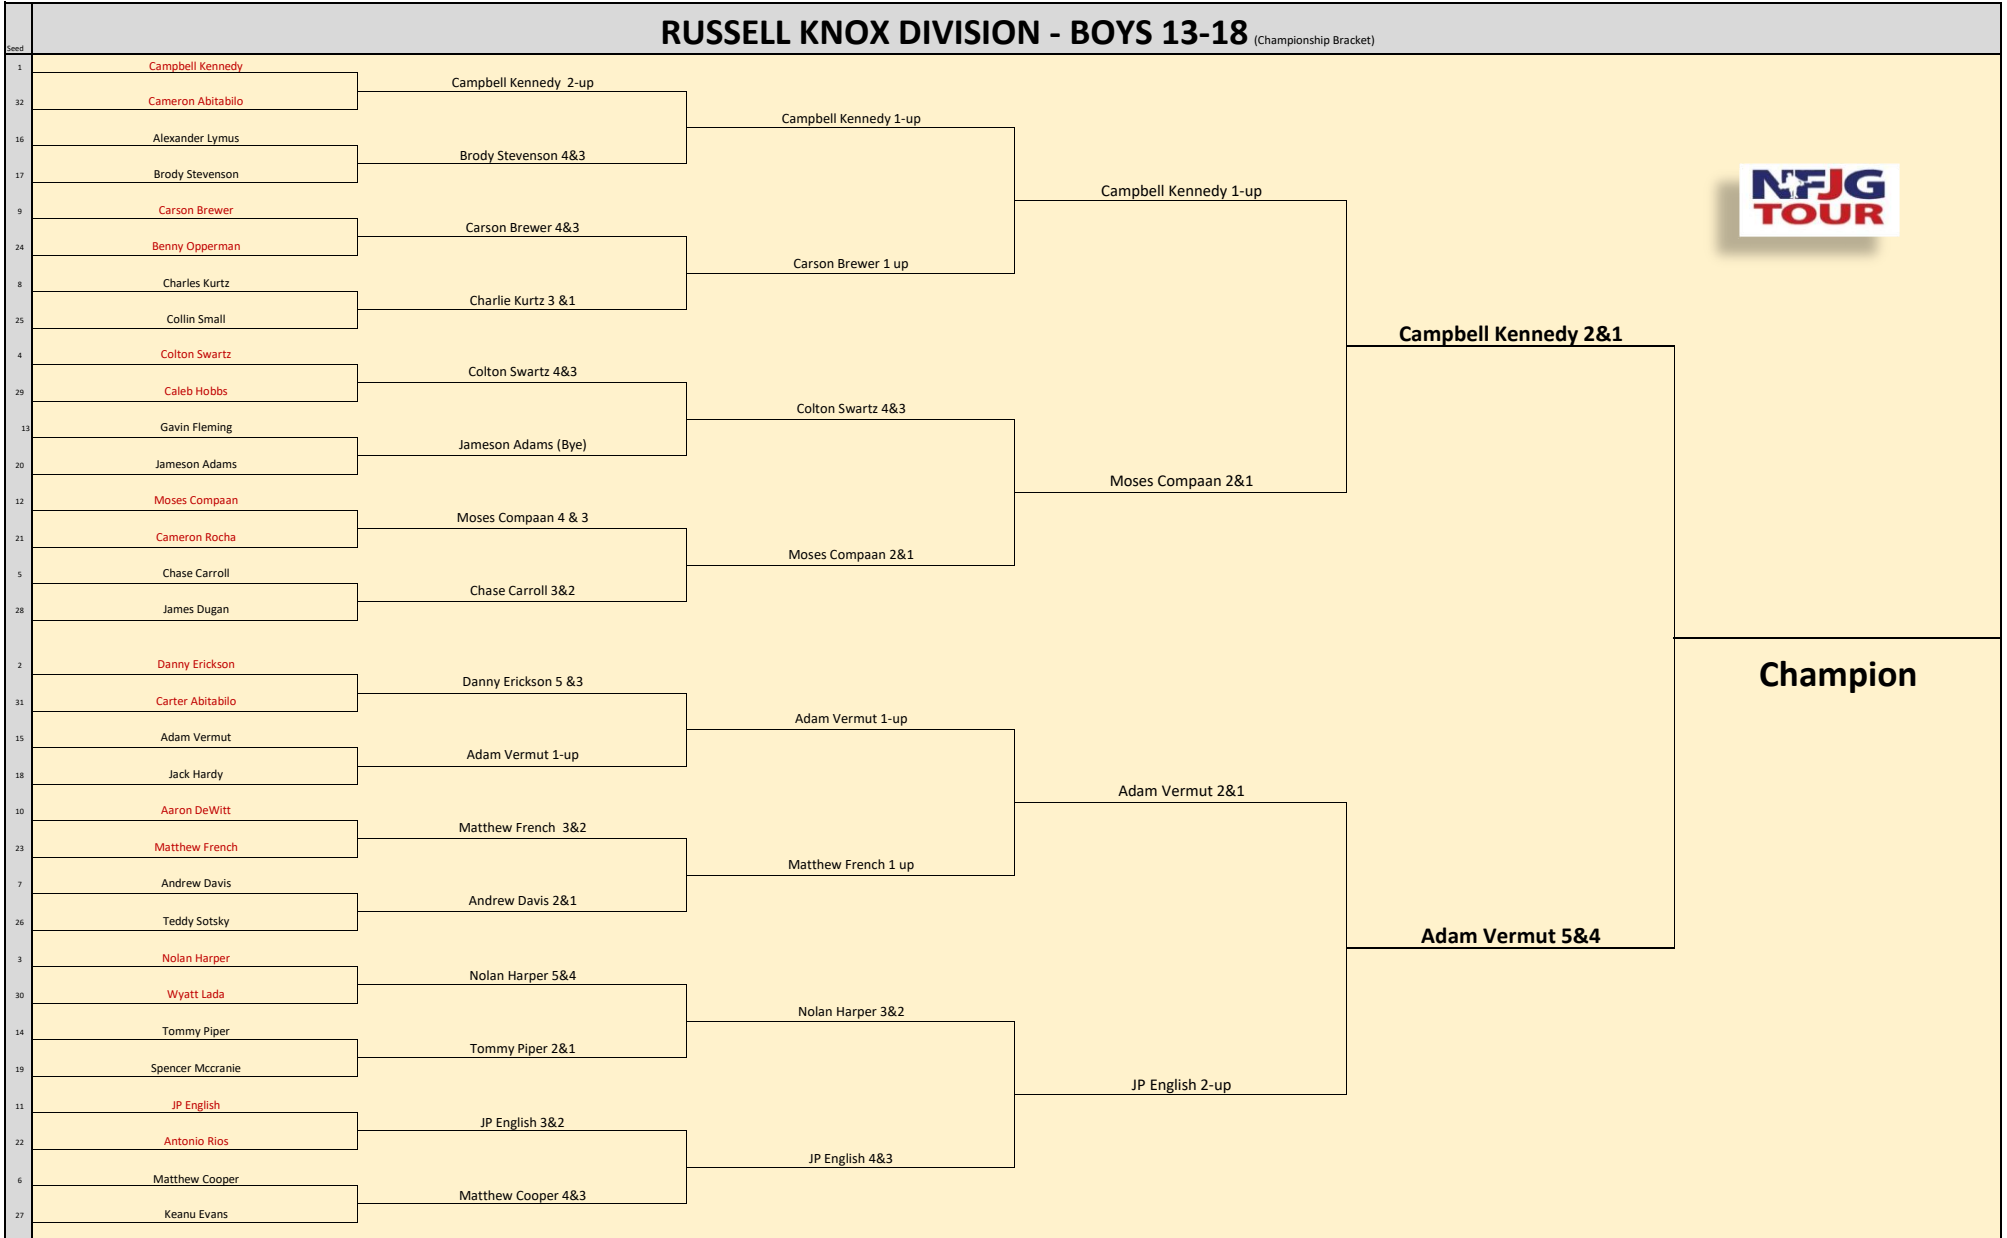 RUSSELL KNOX DIVISION - BOYS 13-18 (Championship Bracket)
Seed
1 Campbell Kennedy
32 Cameron Abitabilo
16 Alexander Lymus
17 Brody Stevenson
9 Carson Brewer
24 Benny Opperman
8 Charles Kurtz
25 Collin Small
4 Colton Swartz
29 Caleb Hobbs
13 Gavin Fleming
20 Jameson Adams
12 Moses Compaan
21 Cameron Rocha
5 Chase Carroll
28 James Dugan
2 Danny Erickson
31 Carter Abitabilo
15 Adam Vermut
18 Jack Hardy
10 Aaron DeWitt
23 Matthew French
7 Andrew Davis
26 Teddy Sotsky
3 Nolan Harper
30 Wyatt Lada
14 Tommy Piper
19 Spencer Mccranie
11 JP English
22 Antonio Rios
6 Matthew Cooper
27 Keanu Evans
Campbell Kennedy 2-up
Brody Stevenson 4&3
Carson Brewer 4&3
Charlie Kurtz 3 &1
Colton Swartz 4&3
Jameson Adams (Bye)
Moses Compaan 4 & 3
Chase Carroll 3&2
Danny Erickson 5 &3
Adam Vermut 1-up
Matthew French 3&2
Andrew Davis 2&1
Nolan Harper 5&4
Tommy Piper 2&1
JP English 3&2
Matthew Cooper 4&3
Campbell Kennedy 1-up
Carson Brewer 1 up
Colton Swartz 4&3
Moses Compaan 2&1
Adam Vermut 1-up
Matthew French 1 up
Nolan Harper 3&2
JP English 4&3
Campbell Kennedy 1-up
Moses Compaan 2&1
Adam Vermut 2&1
JP English 2-up
Campbell Kennedy 2&1
Adam Vermut 5&4
NFJG
TOUR
Champion